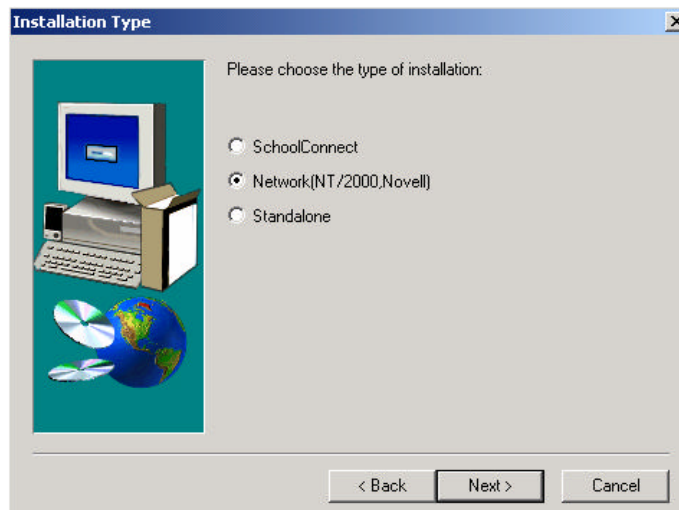 Installation Type
Please choose the type of installation:
SchoolConnect
Network(NT/2000,Novell)
Standalone
< Back
Next >
Cancel